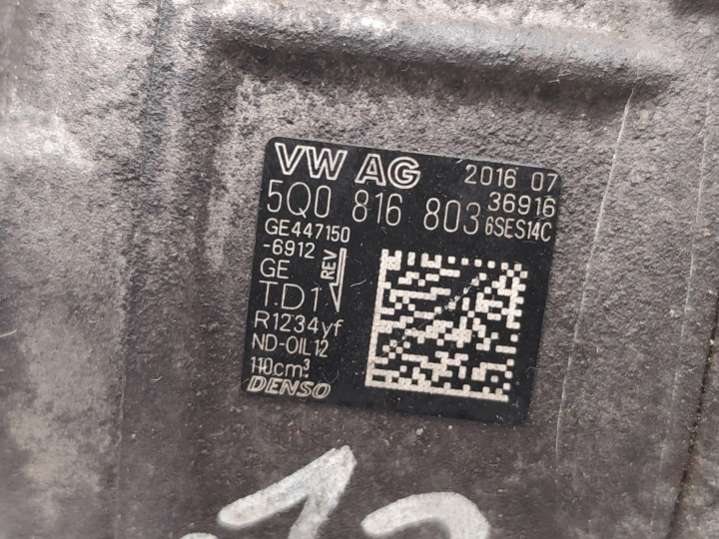 VW AG 2016 07
5Q0 816 803 36916
6SES14C
GE447150
-6912
REV
GE
T.D1
R1234yf
ND-OIL12
110cm³
DENSO